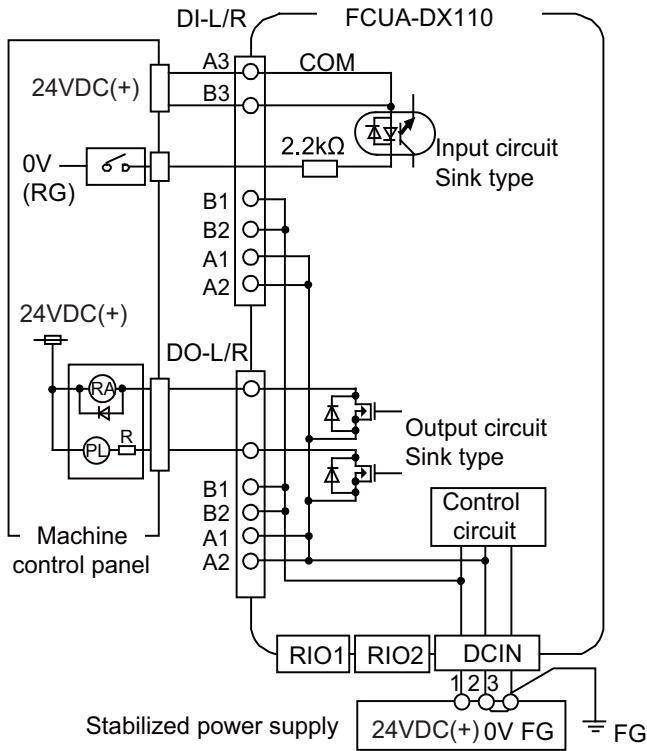 DI-L/R
FCUA-DX110
A3
COM
24VDC(+)
B3
2.2kΩ
Input circuit
Sink type
0V
(RG)
B1
B2
A1
A2
24VDC(+)
DO-L/R
RA
PL
R
Output circuit
Sink type
B1
B2
A1
A2
Control
circuit
Machine
control panel
RIO1
RIO2
DCIN
1
2
3
Stabilized power supply
24VDC(+) 0V FG
FG